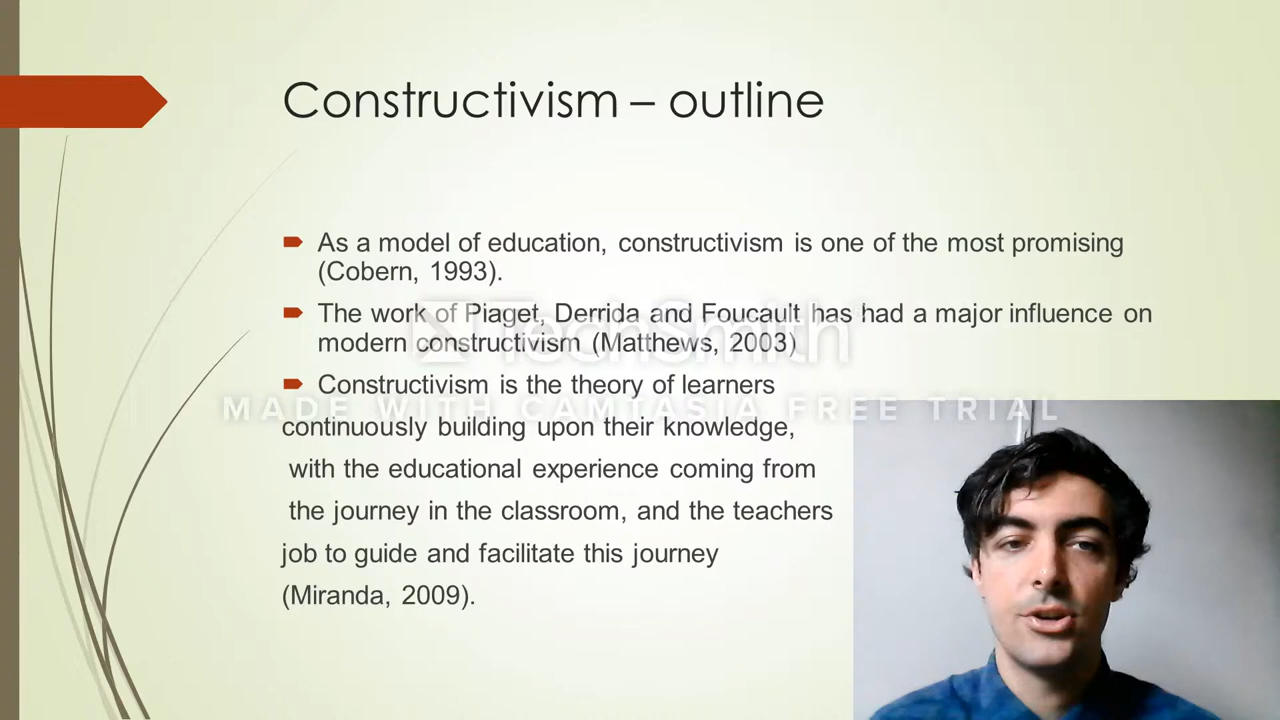 Constructivism – outline
As a model of education, constructivism is one of the most promising
(Cobern, 1993).
The work of Piaget, Derrida and Foucault has had a major influence on
modern constructivism (Matthews, 2003)
TechSmith
Constructivism is the theory of learners
MADE WITH CAMTASIA FREE TRIAL
continuously building upon their knowledge,
with the educational experience coming from
the journey in the classroom, and the teachers
job to guide and facilitate this journey
(Miranda, 2009).